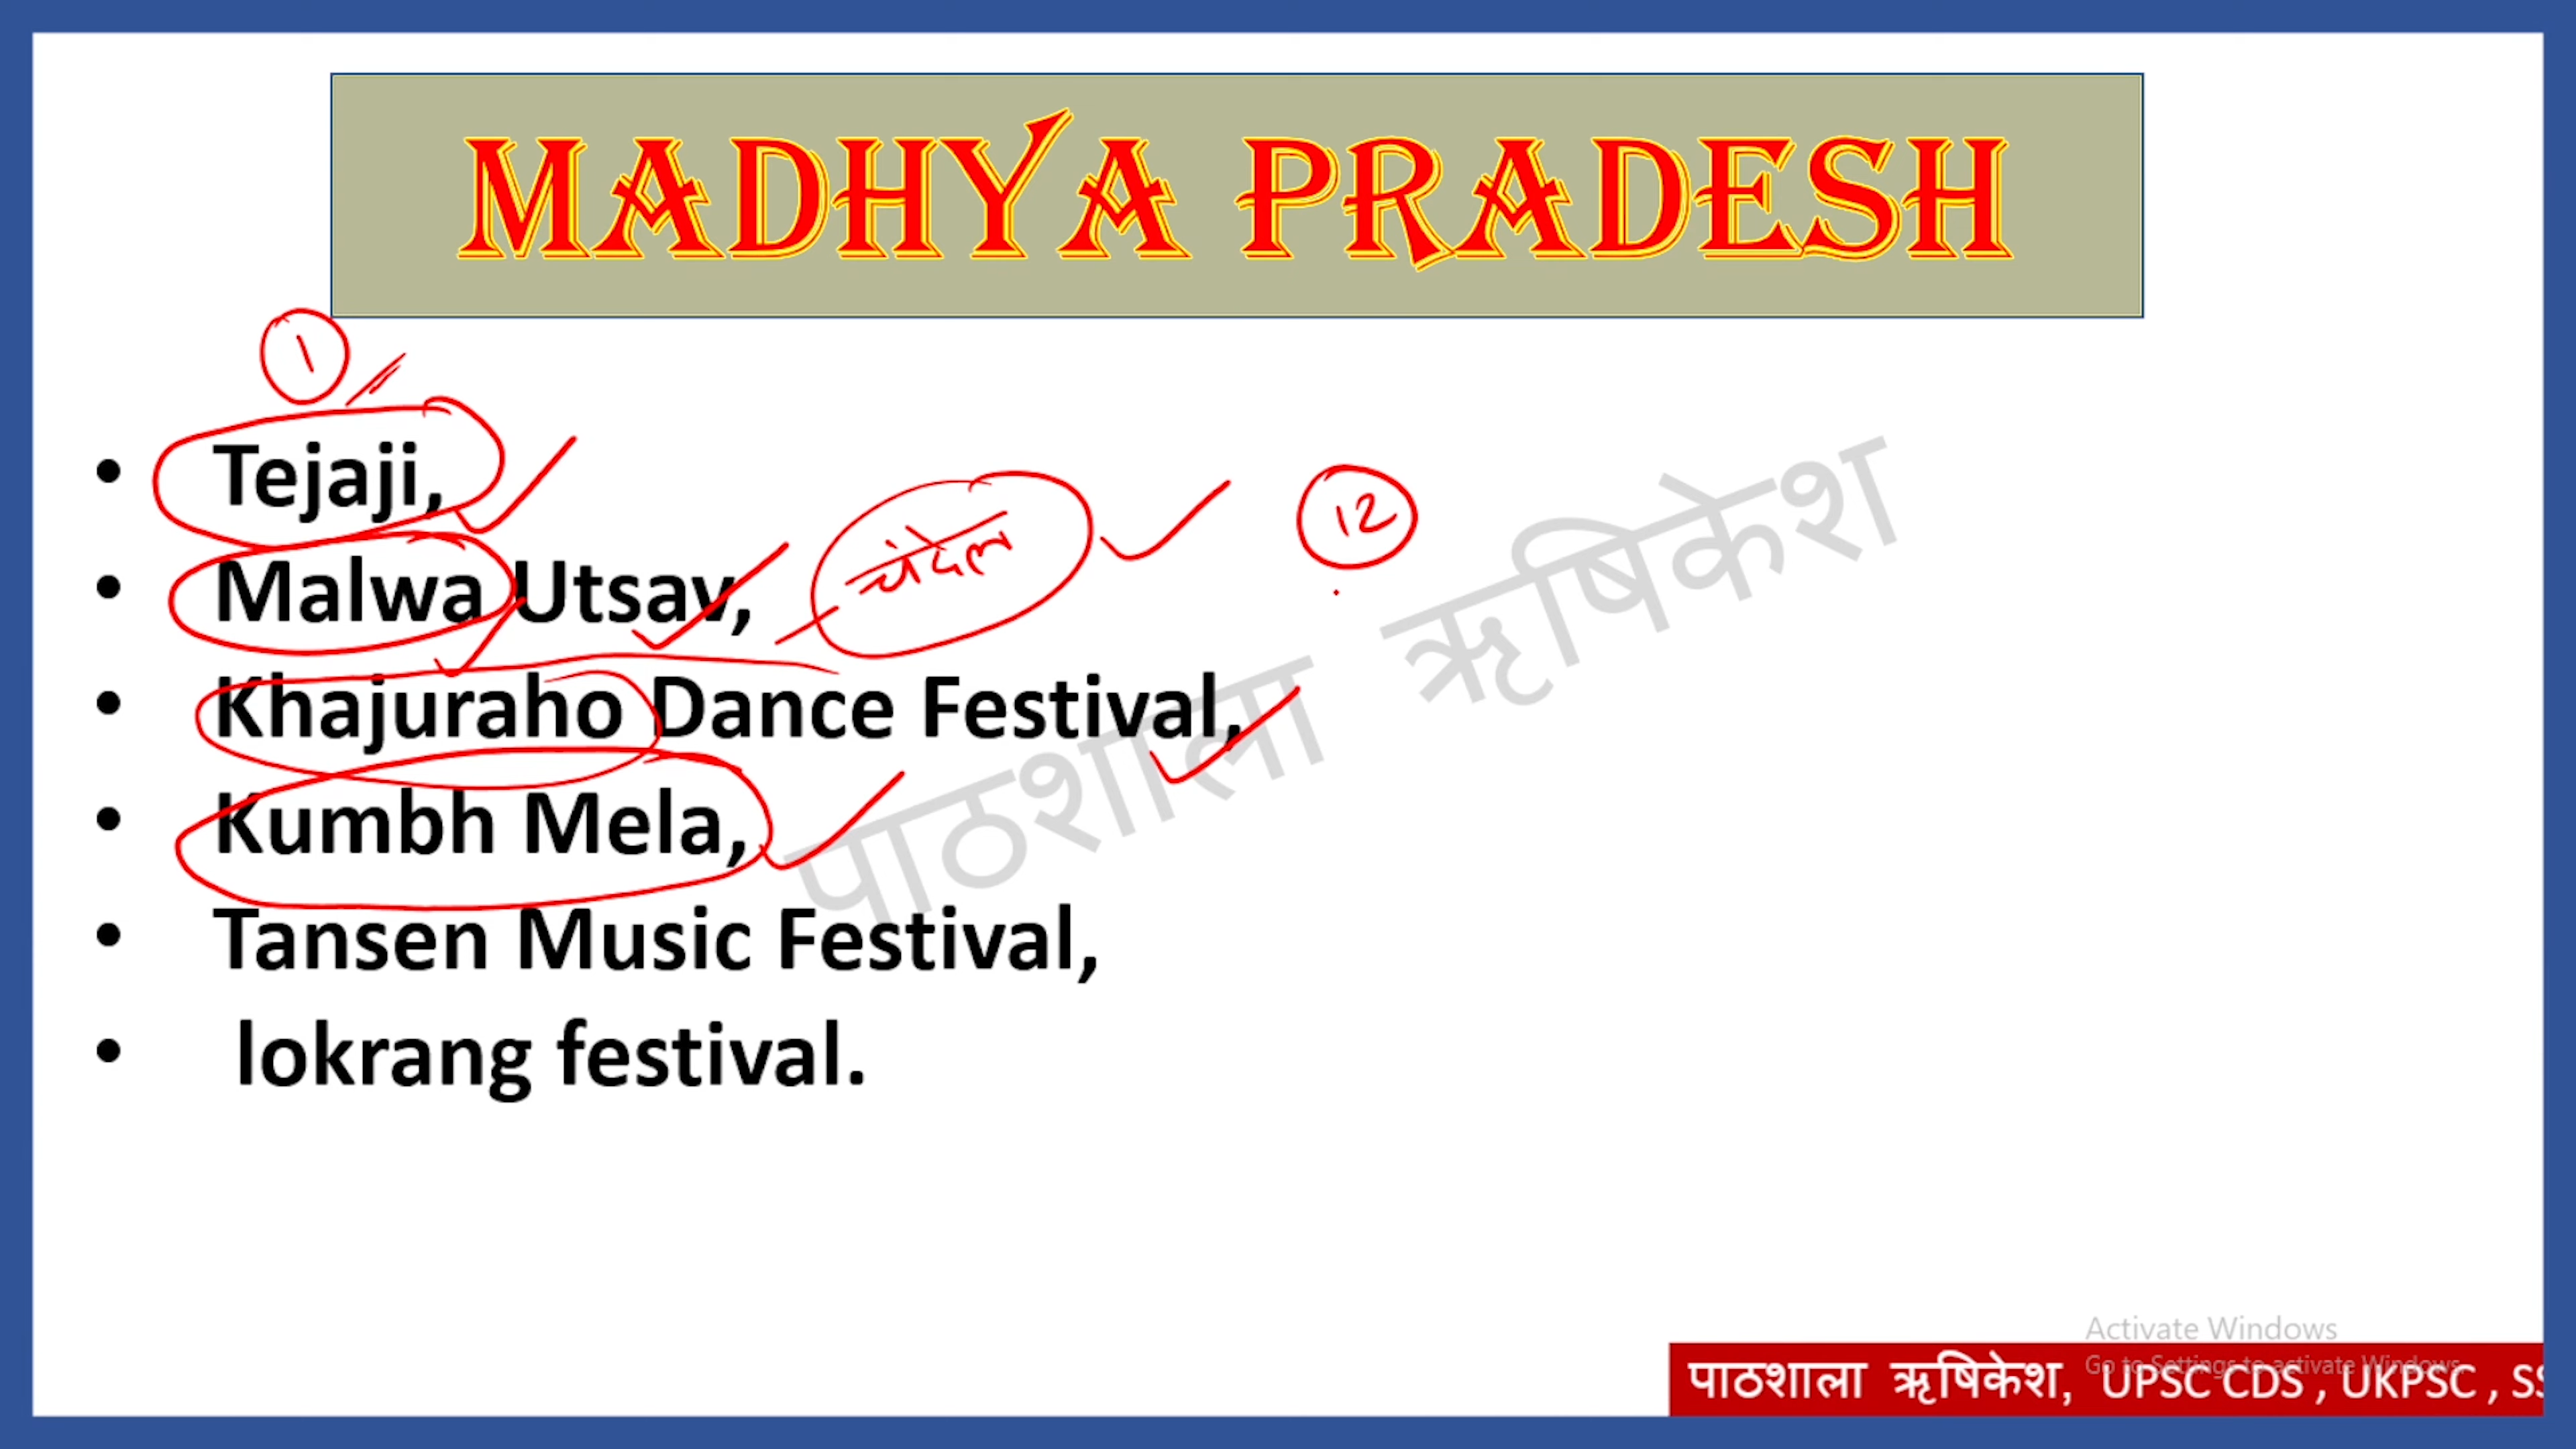 MADHYA PRADESH
1
• Tejaji,
चंदेल
12
• Malwa Utsav,
• Khajuraho Dance Festival,
• Kumbh Mela,
• Tansen Music Festival,
• lokrang festival.
पाठशाला ऋषिकेश
Activate Windows
Go to Settings to activate Windows.
पाठशाला ऋषिकेश, UPSC CDS , UKPSC , SS